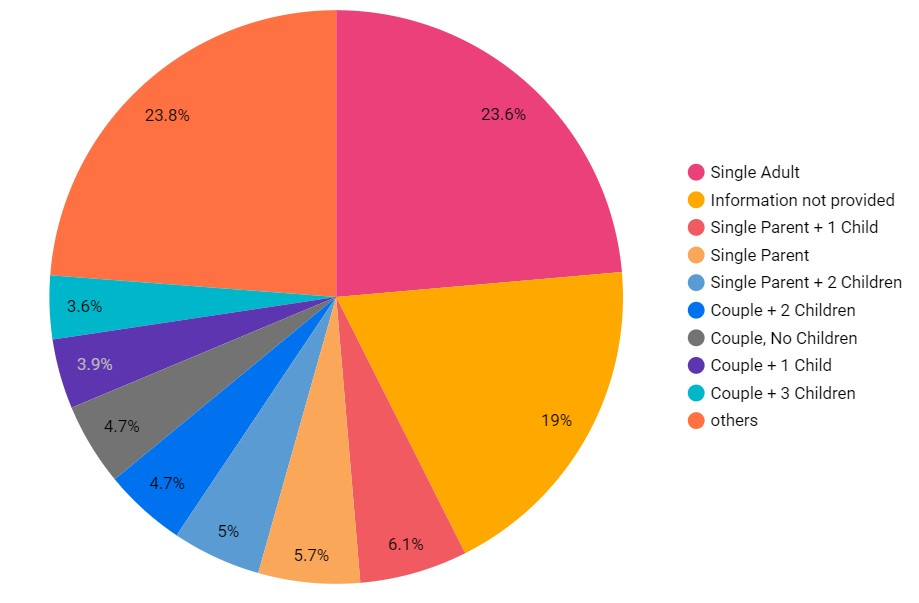 23.8%
23.6%
3.6%
3.9%
4.7%
4.7%
5%
5.7%
6.1%
19%
Single Adult
Information not provided
Single Parent + 1 Child
Single Parent
Single Parent + 2 Children
Couple + 2 Children
Couple, No Children
Couple + 1 Child
Couple + 3 Children
others